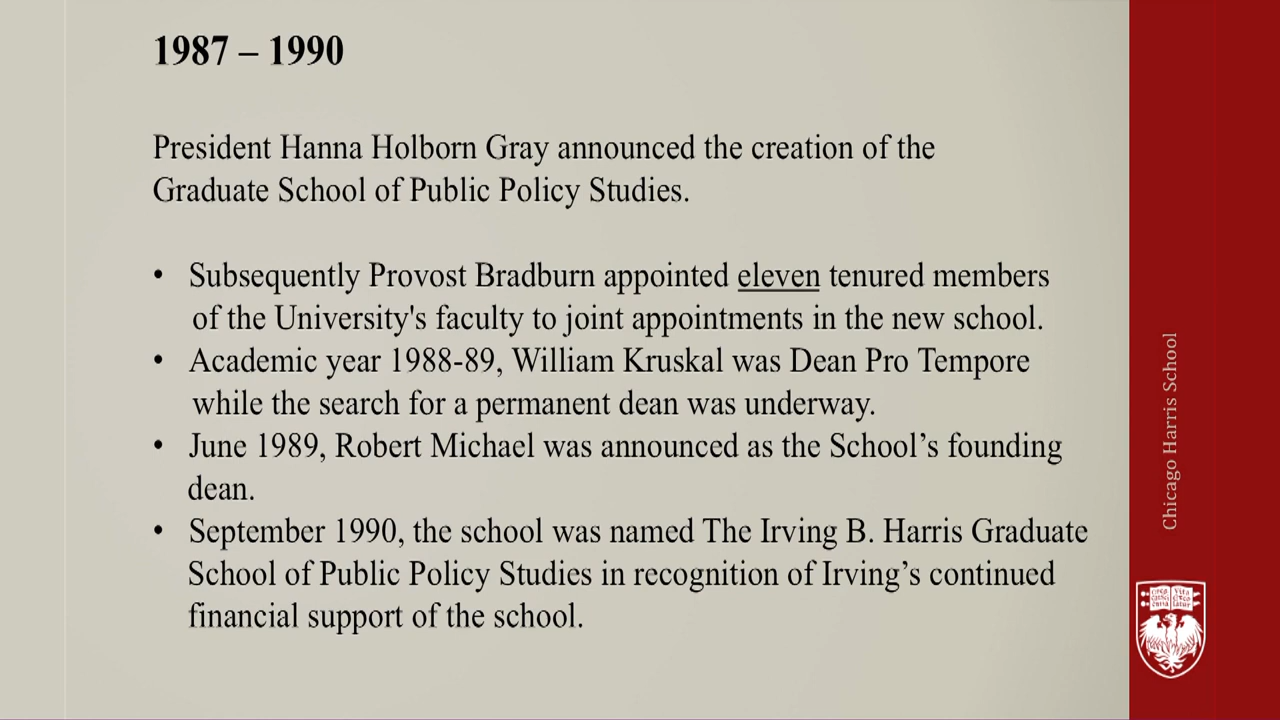 1987 – 1990
President Hanna Holborn Gray announced the creation of the
Graduate School of Public Policy Studies.
• Subsequently Provost Bradburn appointed eleven tenured members
of the University's faculty to joint appointments in the new school.
• Academic year 1988-89, William Kruskal was Dean Pro Tempore
while the search for a permanent dean was underway.
• June 1989, Robert Michael was announced as the School’s founding
dean.
• September 1990, the school was named The Irving B. Harris Graduate
School of Public Policy Studies in recognition of Irving’s continued
financial support of the school.
Chicago Harris School